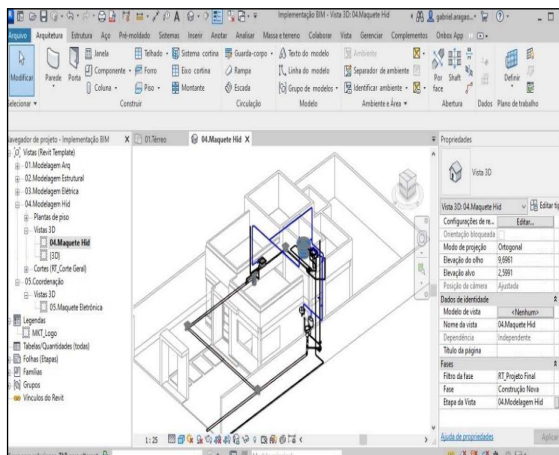 Implementação BIM - Vista 3D: 04.Maquete Hid
gabriel.aragao...
Arquivo Arquitetura Estrutura Aço Pré-moldado Sistemas Inserir Anotar Analisar Massa e terreno Colaborar Vista Gerenciar Complementos Onbox App
Modificar
Parede
Porta
Janela
Componente
Coluna
Telhado
Forro
Piso
Sistema cortina
Eixo cortina
Montante
Guarda-corpo
Rampa
Escada
Texto do modelo
Linha do modelo
Grupo de modelos
Ambiente
Separador de ambiente
Identificar ambiente
Por face
Shaft
Definir
Selecionar
Construir
Circulação
Modelo
Ambiente e Área
Abertura
Dados
Plano de trabalho
Navegador de projeto - Implementação BIM
Vistas (Revit Template)
01.Modelagem Arq
02.Modelagem Estrutural
03.Modelagem Elétrica
04.Modelagem Hid
Plantas de piso
Vistas 3D
04.Maquete Hid
{3D}
Cortes (RT_Corte Geral)
05.Coordenação
Vistas 3D
05.Maquete Eletrônica
Legendas
MKT_Logo
Tabelas/Quantidades (todas)
Folhas (Etapas)
Famílias
Grupos
Vínculos do Revit
01.Térreo
04.Maquete Hid
1:25
Propriedades
Vista 3D
Vista 3D: 04.Maquete Hid
Editar tip
Configurações de re... Editar...
Orientação bloqueada
Modo de projeção Ortogonal
Elevação do olho 9,6961
Elevação alvo 2,5991
Posição da câmera Ajustada
Dados de identidade
Modelo de vista <Nenhum>
Nome da vista 04.Maquete Hid
Dependência Independente
Título da página
Fases
Filtro da fase RT_Projeto Final
Fase Construção Nova
Etapa da Vista 04.Modelagem Hid
Ajuda de propriedades
Aplicar